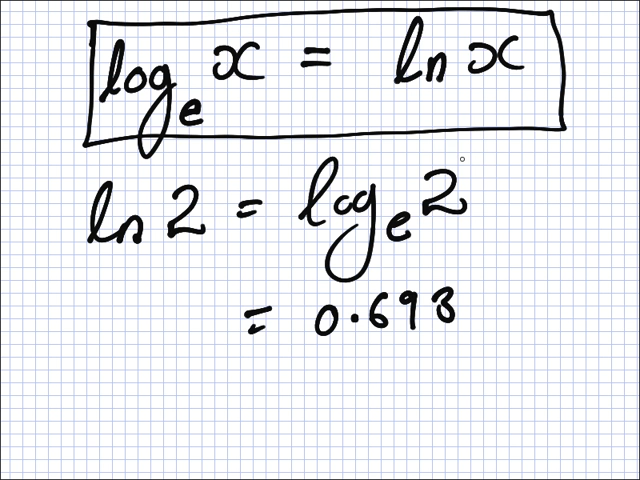 logₑ x = ln x
ln 2 = logₑ 2
= 0.693